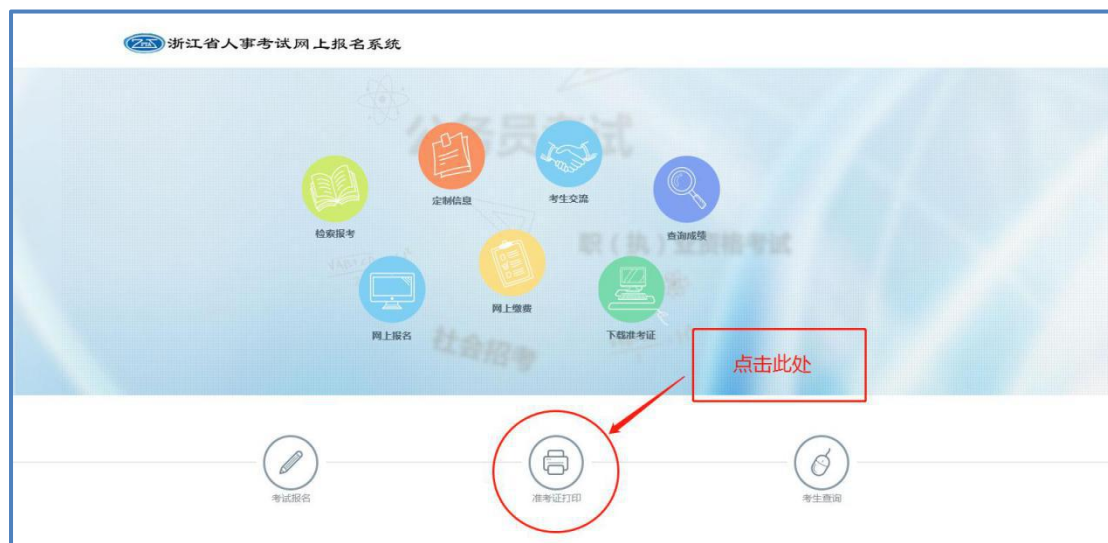 浙江省人事考试网上报名系统
公务员考试
定制信息
考生交流
检索报考
查询成绩
职（执）业资格考试
网上缴费
网上报名
下载准考证
社会招考
点击此处
考试报名
准考证打印
考生查询